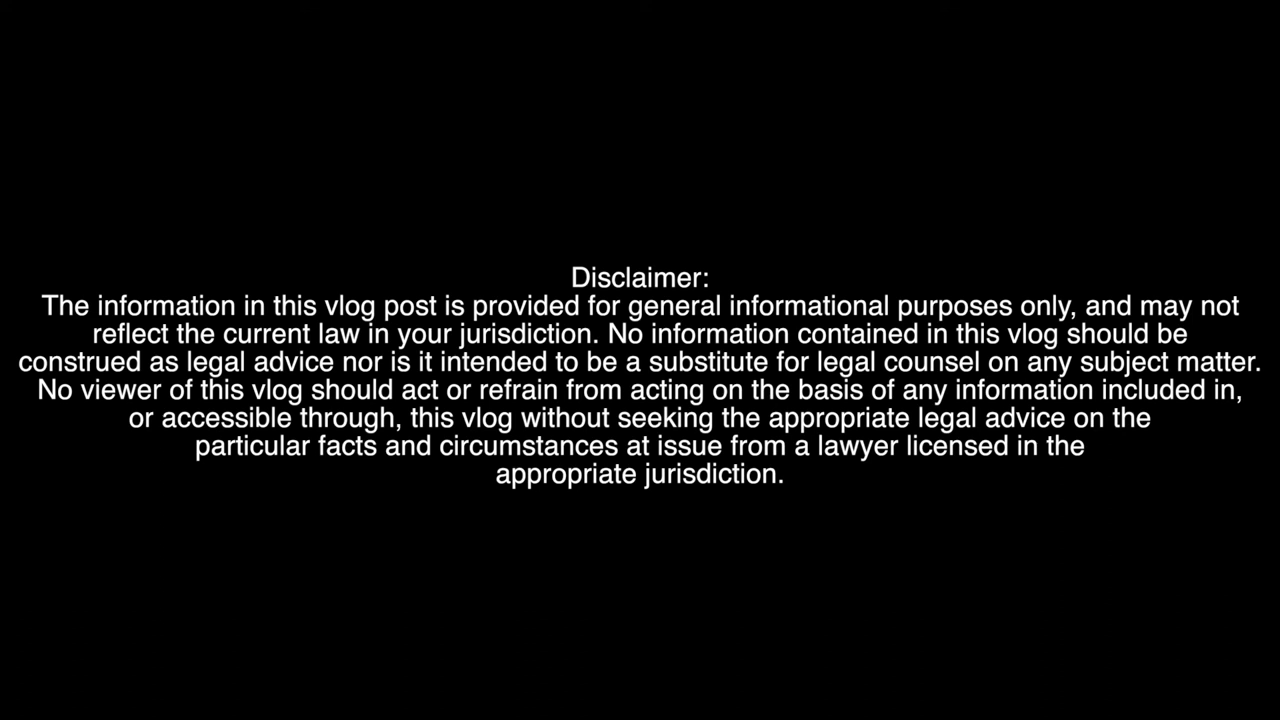 Disclaimer:
The information in this vlog post is provided for general informational purposes only, and may not
reflect the current law in your jurisdiction. No information contained in this vlog should be
construed as legal advice nor is it intended to be a substitute for legal counsel on any subject matter.
No viewer of this vlog should act or refrain from acting on the basis of any information included in,
or accessible through, this vlog without seeking the appropriate legal advice on the
particular facts and circumstances at issue from a lawyer licensed in the
appropriate jurisdiction.